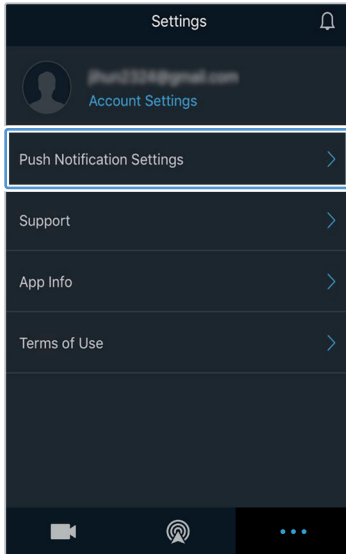 Settings
Account Settings
Push Notification Settings
Support
App Info
Terms of Use